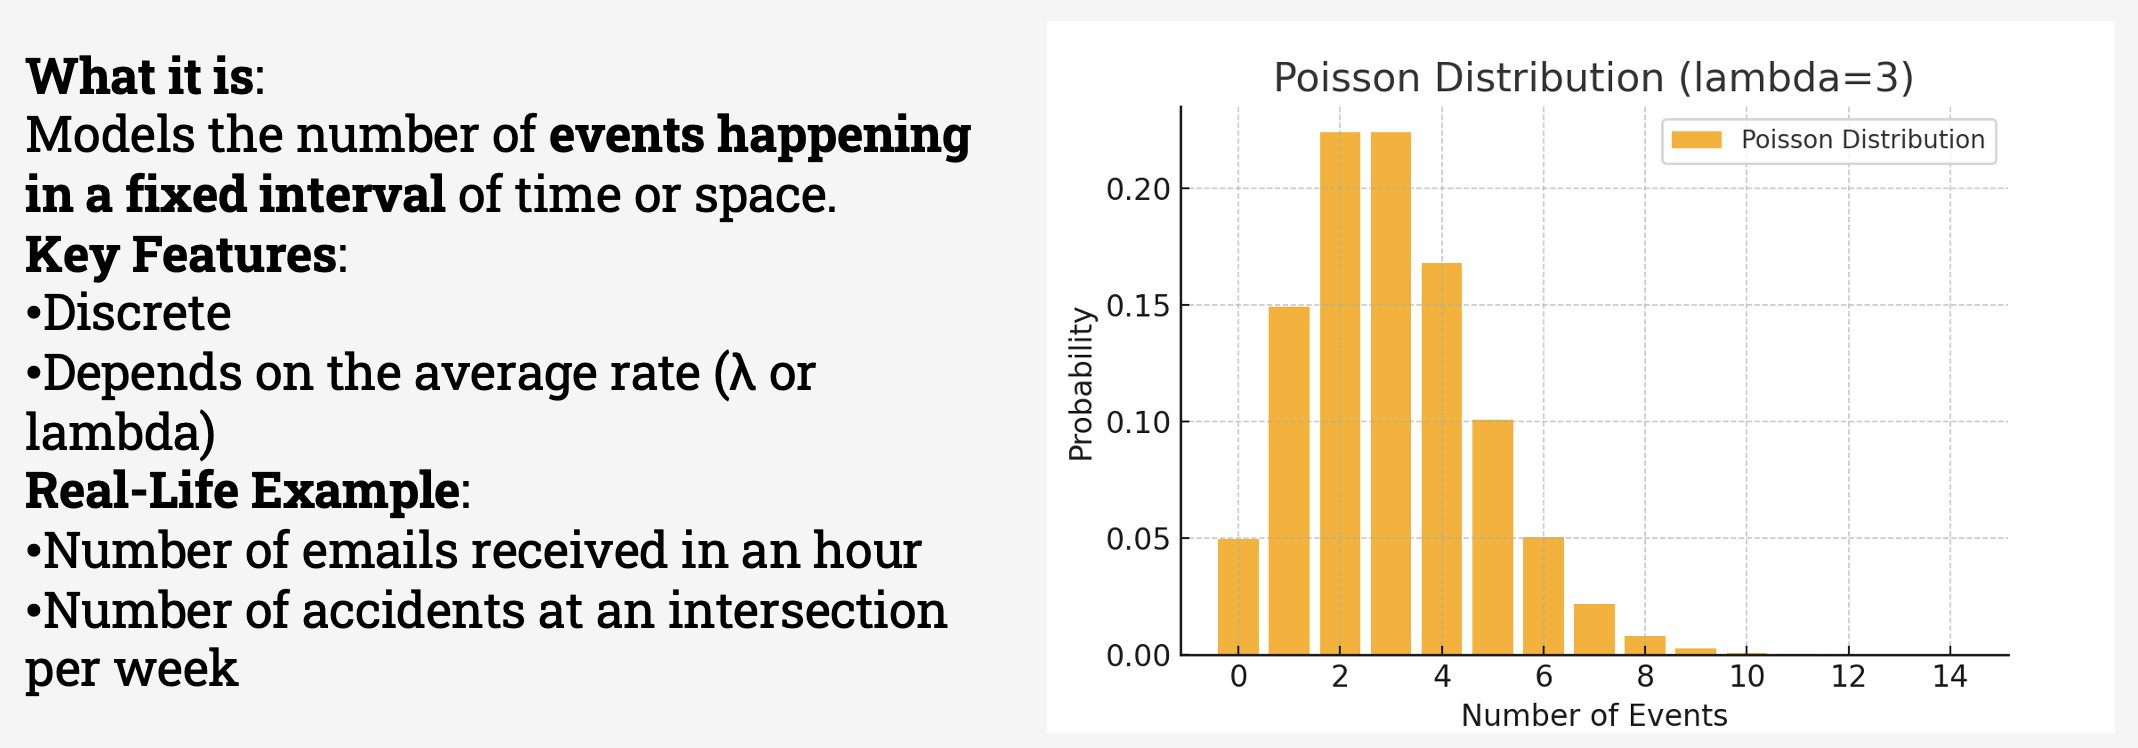 What it is:
Models the number of events happening
in a fixed interval of time or space.
Key Features:
•Discrete
•Depends on the average rate (λ or
lambda)
Real-Life Example:
•Number of emails received in an hour
•Number of accidents at an intersection
per week
Poisson Distribution (lambda=3)
Poisson Distribution
Probability
0.20
0.15
0.10
0.05
0.00
0 2 4 6 8 10 12 14
Number of Events